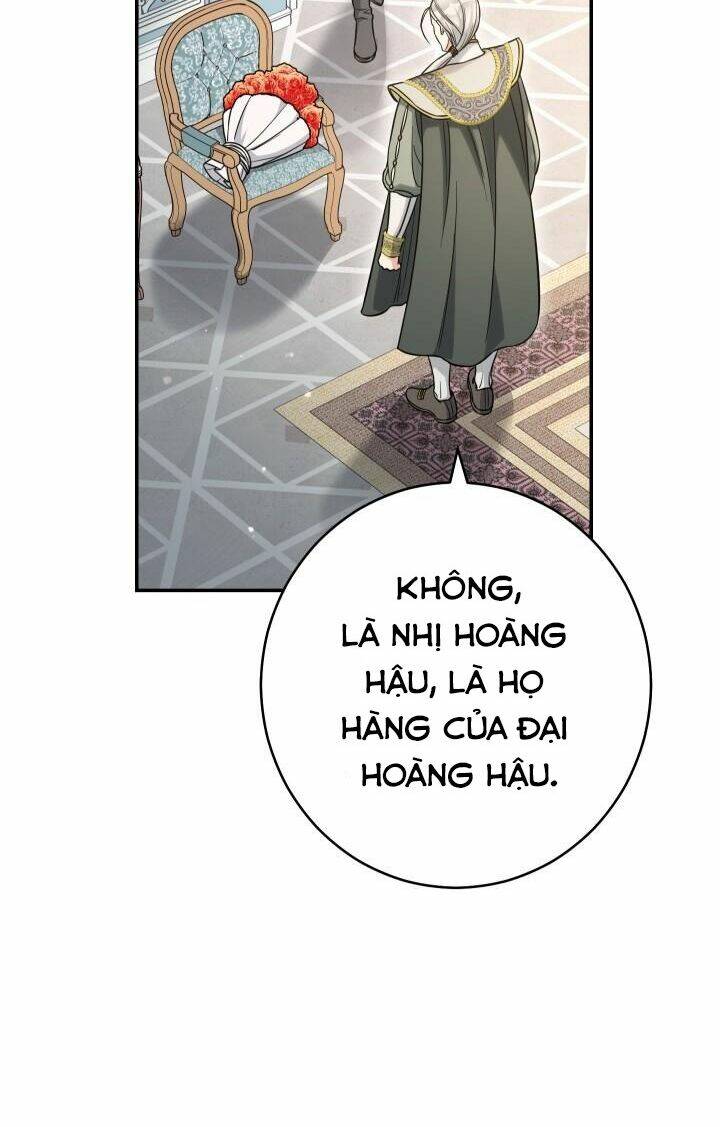 KHÔNG,
LÀ NHỊ HOÀNG
HẬU, LÀ HỌ
HÀNG CỦA ĐẠI
HOÀNG HẬU.